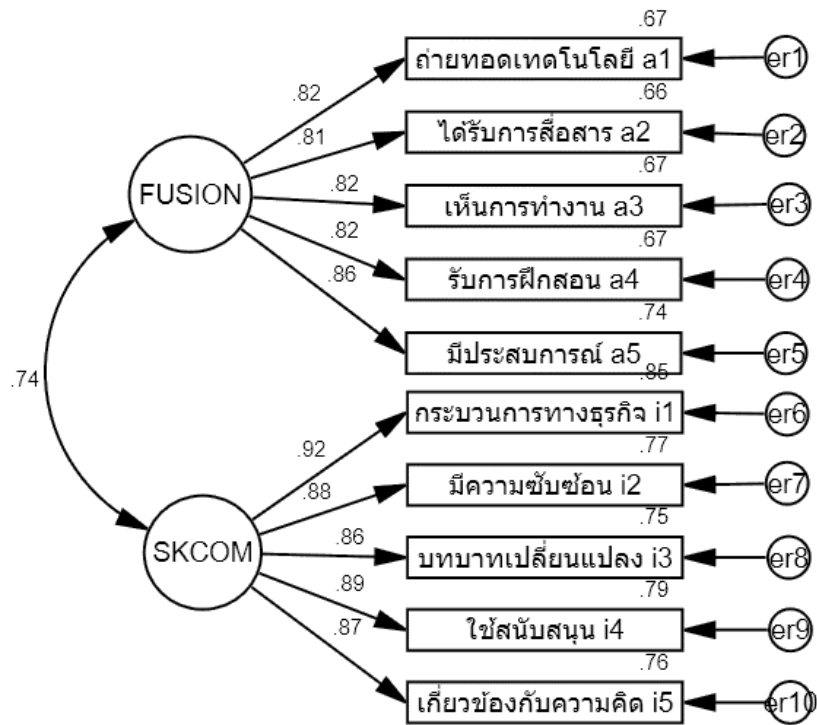 .67
ถ่ายทอดเทดโนโลยี a1
er1
.82
.66
ได้รับการสื่อสาร a2
er2
.81
.67
FUSION
เห็นการทำงาน a3
er3
.82
.67
รับการฝึกสอน a4
er4
.82
.74
มีประสบการณ์ a5
er5
.86
.74
.85
กระบวนการทางธุรกิจ i1
er6
.92
.77
มีความซับซ้อน i2
er7
.88
.75
SKCOM
บทบาทเปลี่ยนแปลง i3
er8
.86
.79
ใช้สนับสนุน i4
er9
.89
.76
เกี่ยวข้องกับความคิด i5
er10
.87